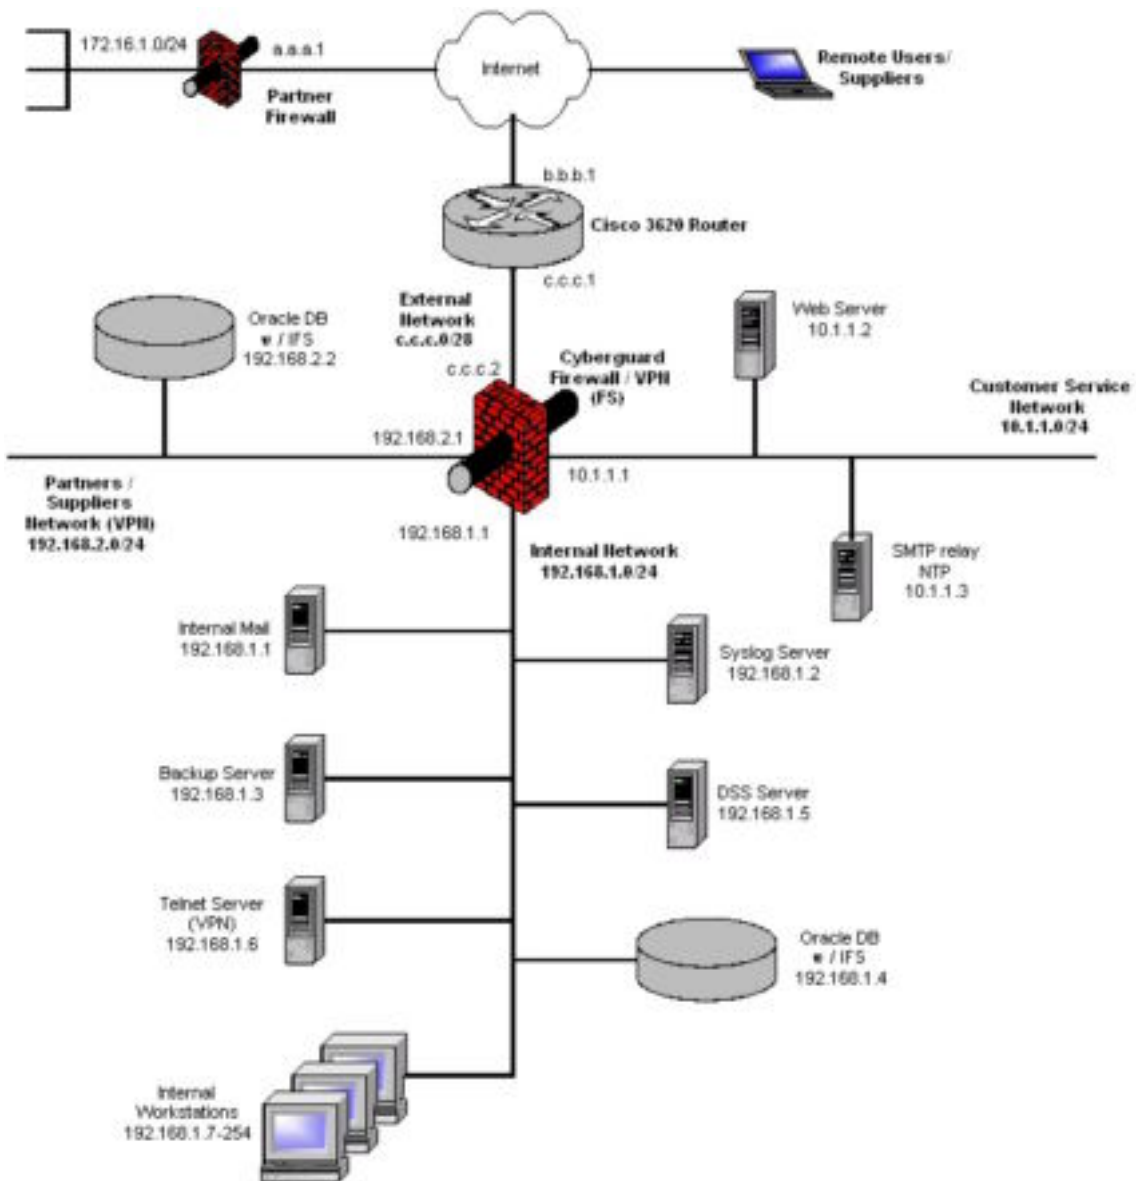 172.16.1.0/24
a.a.a.1
Partner
Firewall
Internet
Remote Users/
Suppliers
b.b.b.1
Cisco 3620 Router
c.c.c.1
External
Network
c.c.c.0/28
c.c.c.2
Oracle DB
w / IFS
192.168.2.2
Cyberguard
Firewall / VPN
(FS)
Web Server
10.1.1.2
Customer Service
Network
10.1.1.0/24
192.168.2.1
10.1.1.1
Partners /
Suppliers
Network (VPN)
192.168.2.0/24
192.168.1.1
Internal Network
192.168.1.0/24
SMTP relay
NTP
10.1.1.3
Internal Mail
192.168.1.1
Syslog Server
192.168.1.2
Backup Server
192.168.1.3
DSS Server
192.168.1.5
Telnet Server
(VPN)
192.168.1.6
Oracle DB
w / IFS
192.168.1.4
Internal
Workstations
192.168.1.7-254